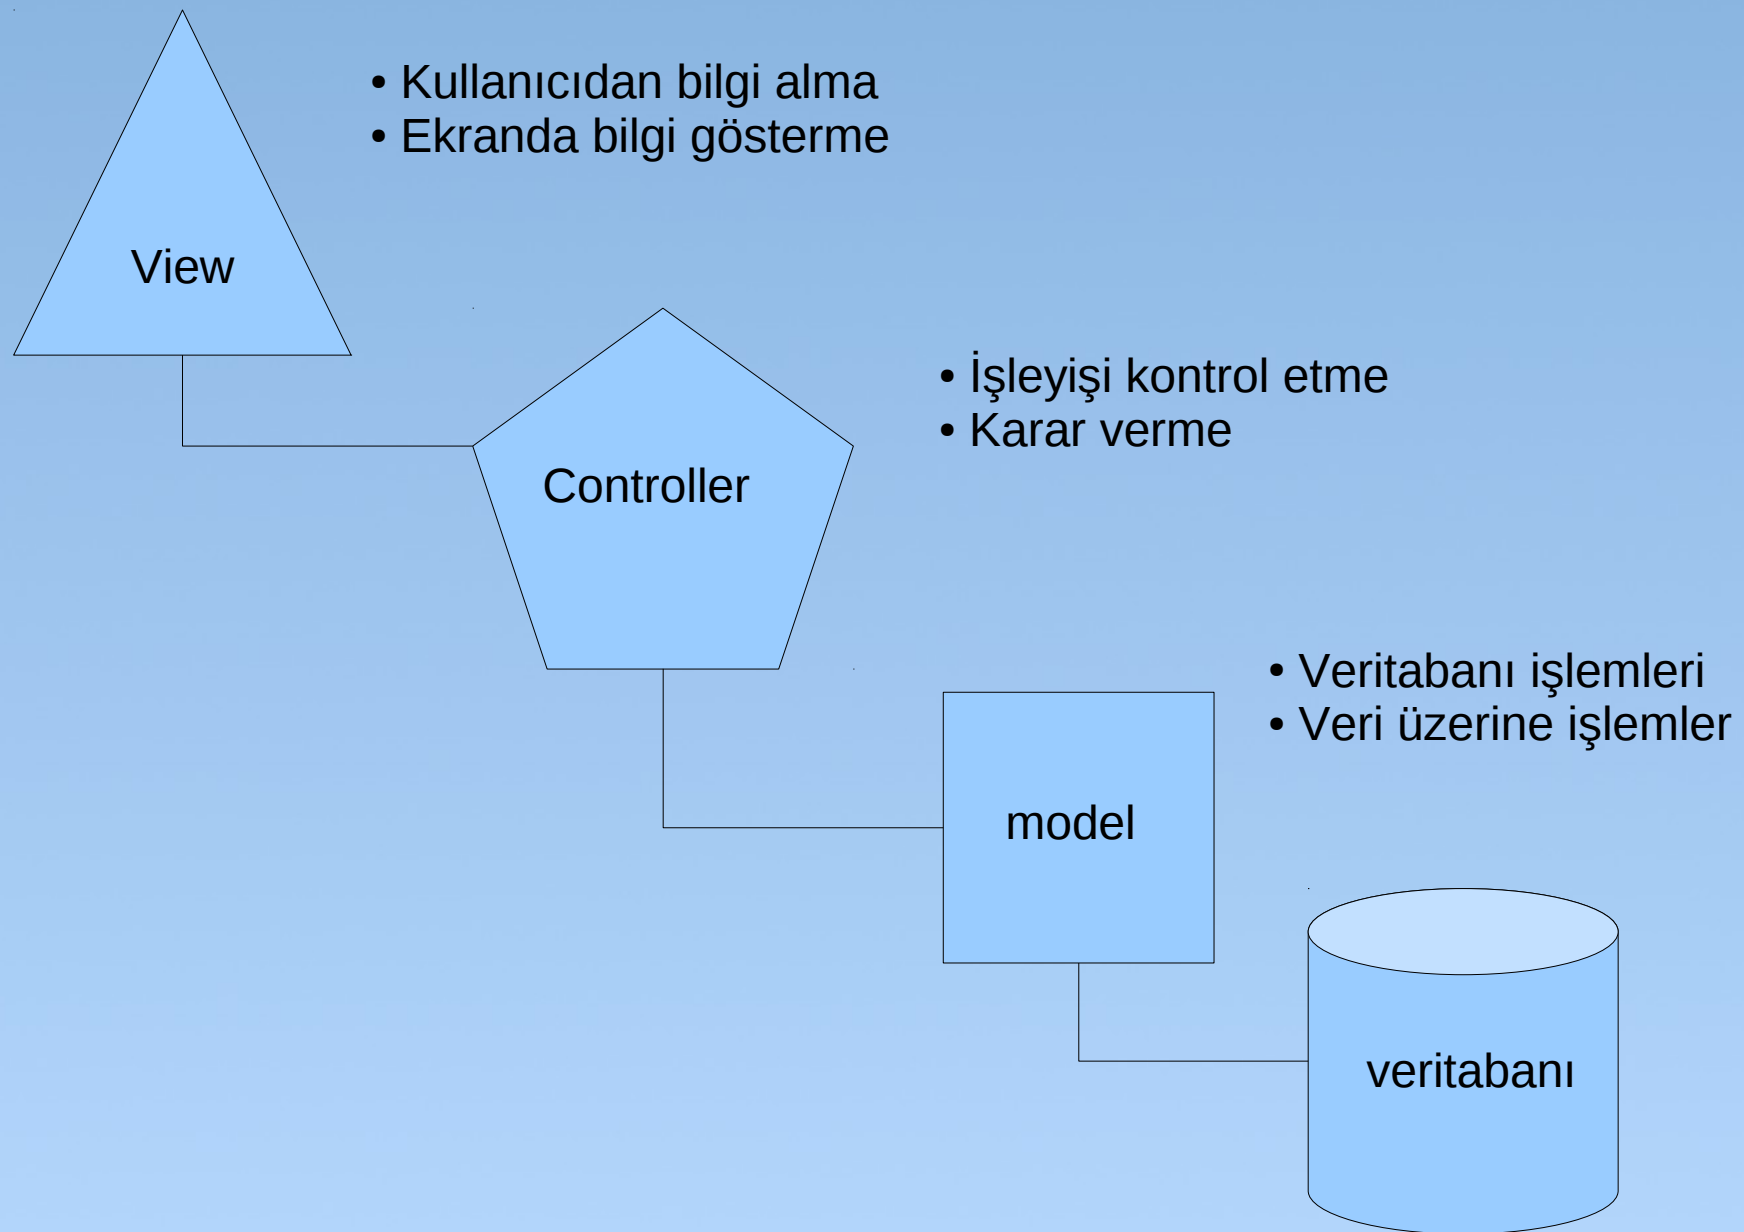 • Kullanıcıdan bilgi alma
• Ekranda bilgi gösterme
View
• İşleyişi kontrol etme
• Karar verme
Controller
• Veritabanı işlemleri
• Veri üzerine işlemler
model
veritabanı